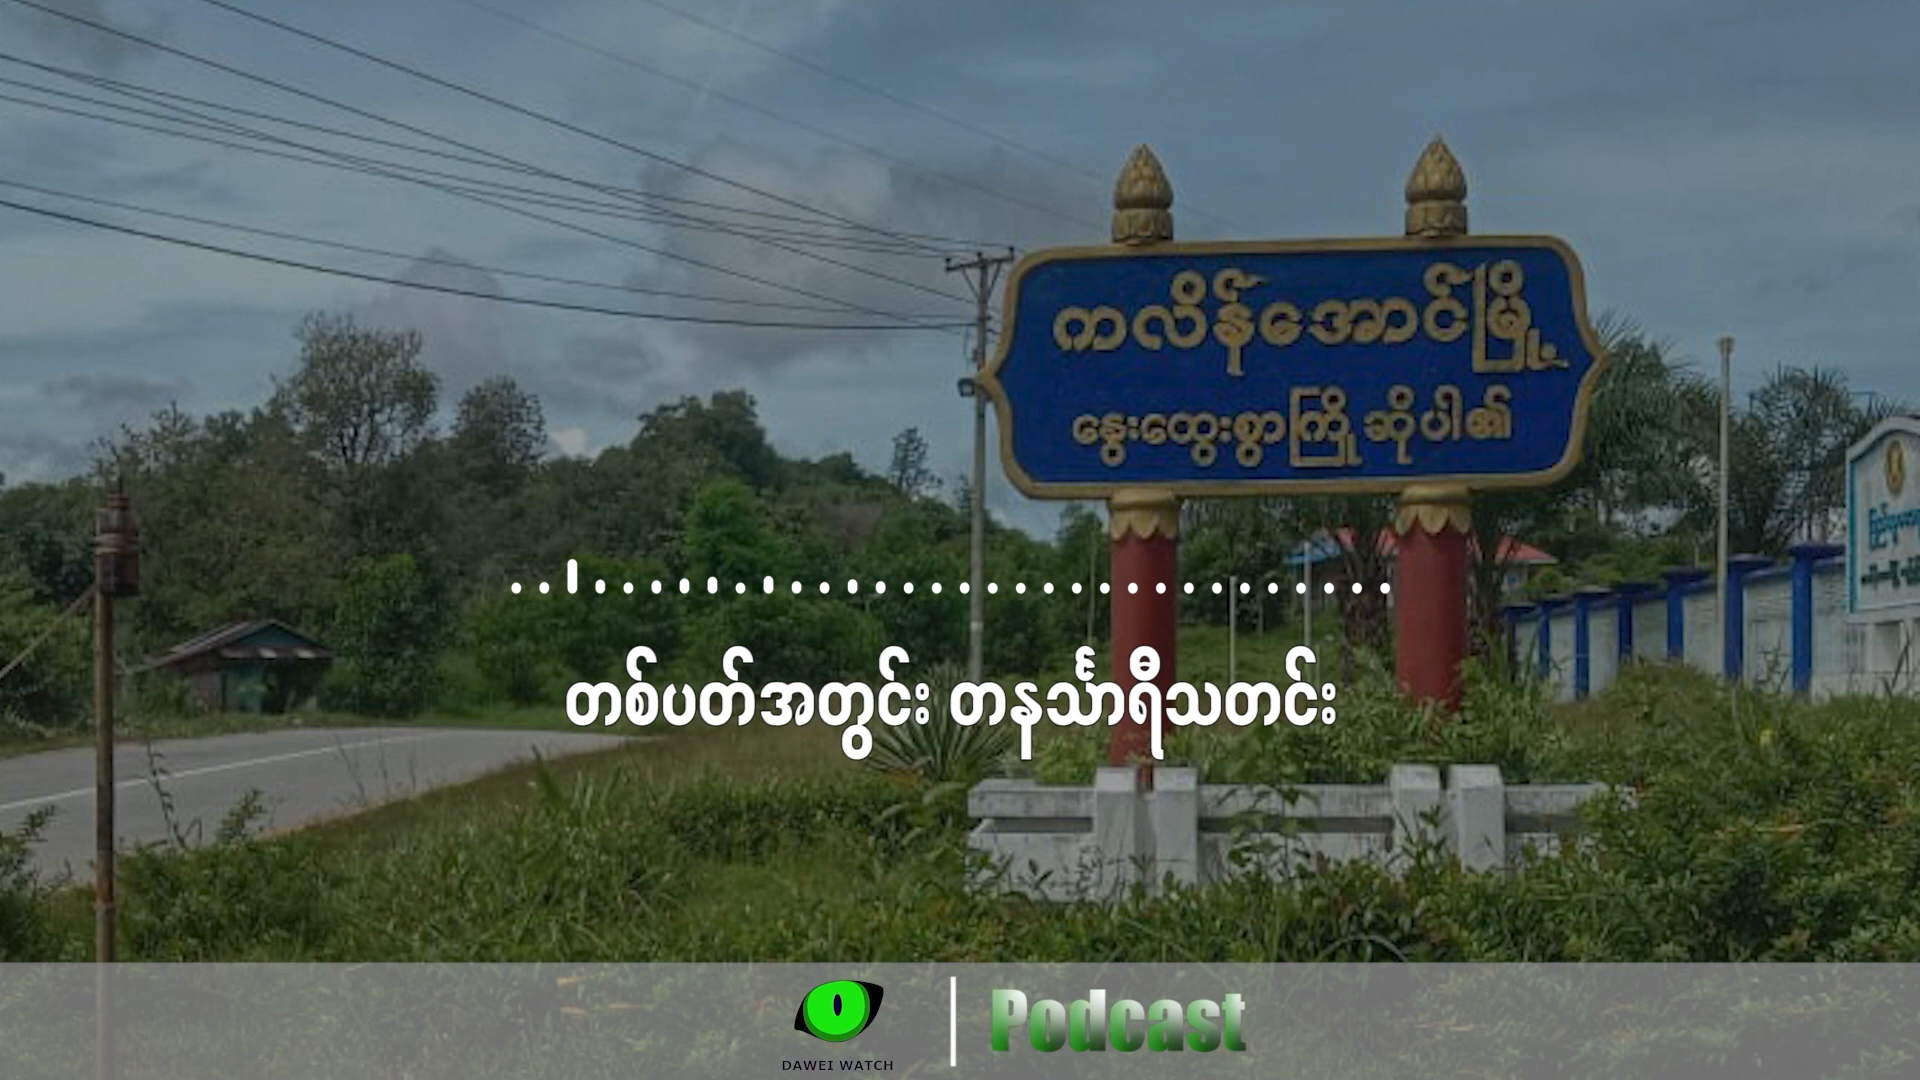 ကလိန်အောင်မြို့
နွေးထွေးစွာကြိုဆိုပါ၏
တစ်ပတ်အတွင်း တနင်္သာရီသတင်း
DAWEI WATCH
Podcast